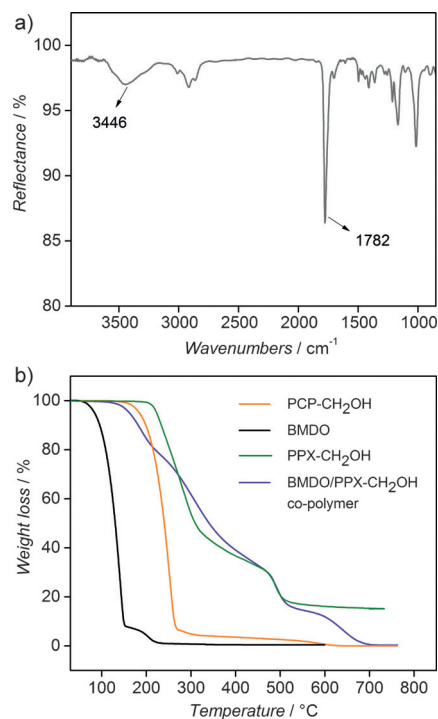 a)
100
95
90
85
80
Reflectance / %
3446
1782
3500 3000 2500 2000 1500 1000
Wavenumbers / cm⁻¹
b)
100
80
60
40
20
0
Weight loss / %
PCP-CH₂OH
BMDO
PPX-CH₂OH
BMDO/PPX-CH₂OH
co-polymer
100 200 300 400 500 600 700 800
Temperature / °C